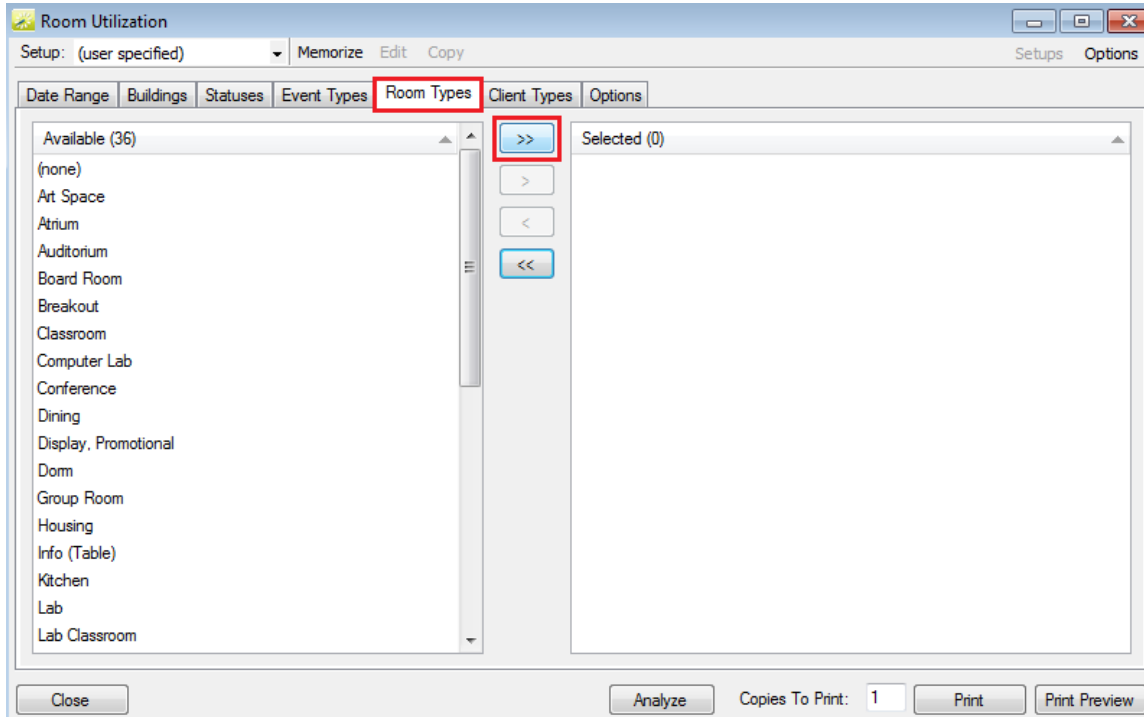 Room Utilization
Setup: (user specified) Memorize Edit Copy Setups Options
Date Range Buildings Statuses Event Types Room Types Client Types Options
Available (36) >> Selected (0)
(none)
>
Art Space
Atrium
<
Auditorium
<<
Board Room
Breakout
Classroom
Computer Lab
Conference
Dining
Display, Promotional
Dorm
Group Room
Housing
Info (Table)
Kitchen
Lab
Lab Classroom
Close Analyze Copies To Print: 1 Print Print Preview